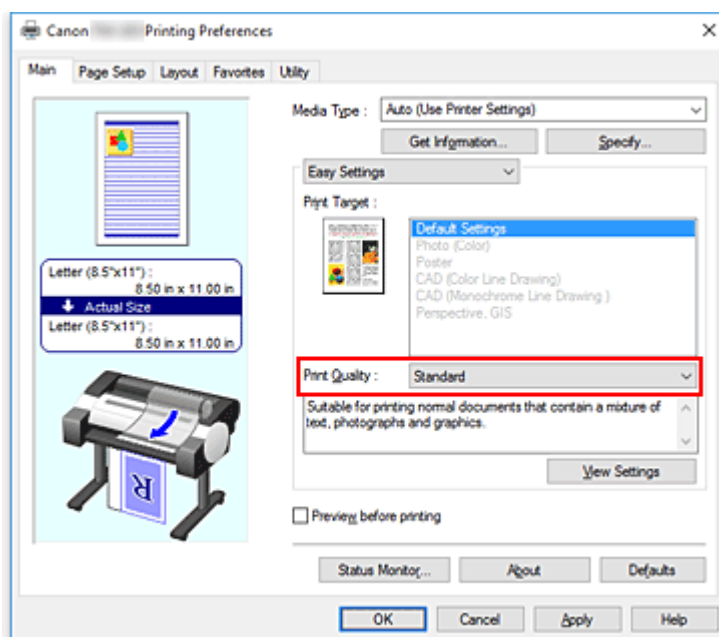 Canon Printing Preferences
Main Page Setup Layout Favorites Utility
Media Type : Auto (Use Printer Settings)
Get Information... Specify...
Easy Settings
Print Target :
Default Settings
Photo (Color)
Poster
CAD (Color Line Drawing)
CAD (Monochrome Line Drawing )
Perspective, GIS
Letter (8.5"x11") :
8.50 in x 11.00 in
Actual Size
Letter (8.5"x11") :
8.50 in x 11.00 in
R
Print Quality : Standard
Suitable for printing normal documents that contain a mixture of
text, photographs and graphics.
View Settings
Preview before printing
Status Monitor... About Defaults
OK Cancel Apply Help